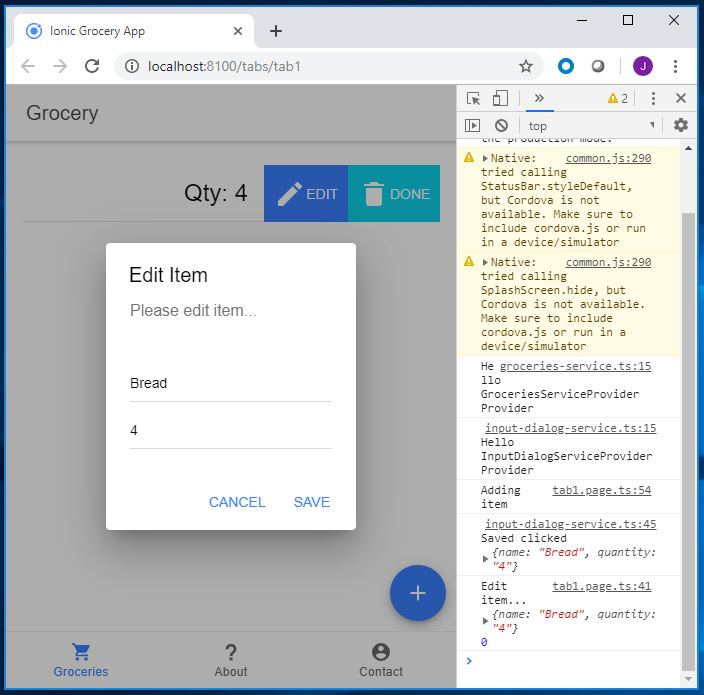 Ionic Grocery App
localhost:8100/tabs/tab1
J
Grocery
Qty: 4
EDIT
DONE
Edit Item
Please edit item...
Bread
4
CANCEL
SAVE
Groceries
About
Contact
2
top
the production mode.
Native: common.js:290
tried calling
StatusBar.styleDefault,
but Cordova is not
available. Make sure to
include cordova.js or run
in a device/simulator
Native: common.js:290
tried calling
SplashScreen.hide, but
Cordova is not available.
Make sure to include
cordova.js or run in a
device/simulator
He groceries-service.ts:15
llo
GroceriesServiceProvider
Provider
input-dialog-service.ts:15
Hello
InputDialogServiceProvider
Provider
Adding tab1.page.ts:54
item
input-dialog-service.ts:45
Saved clicked
{name: "Bread", quantity:
"4"}
Edit tab1.page.ts:41
item...
{name: "Bread", quantity:
"4"}
0